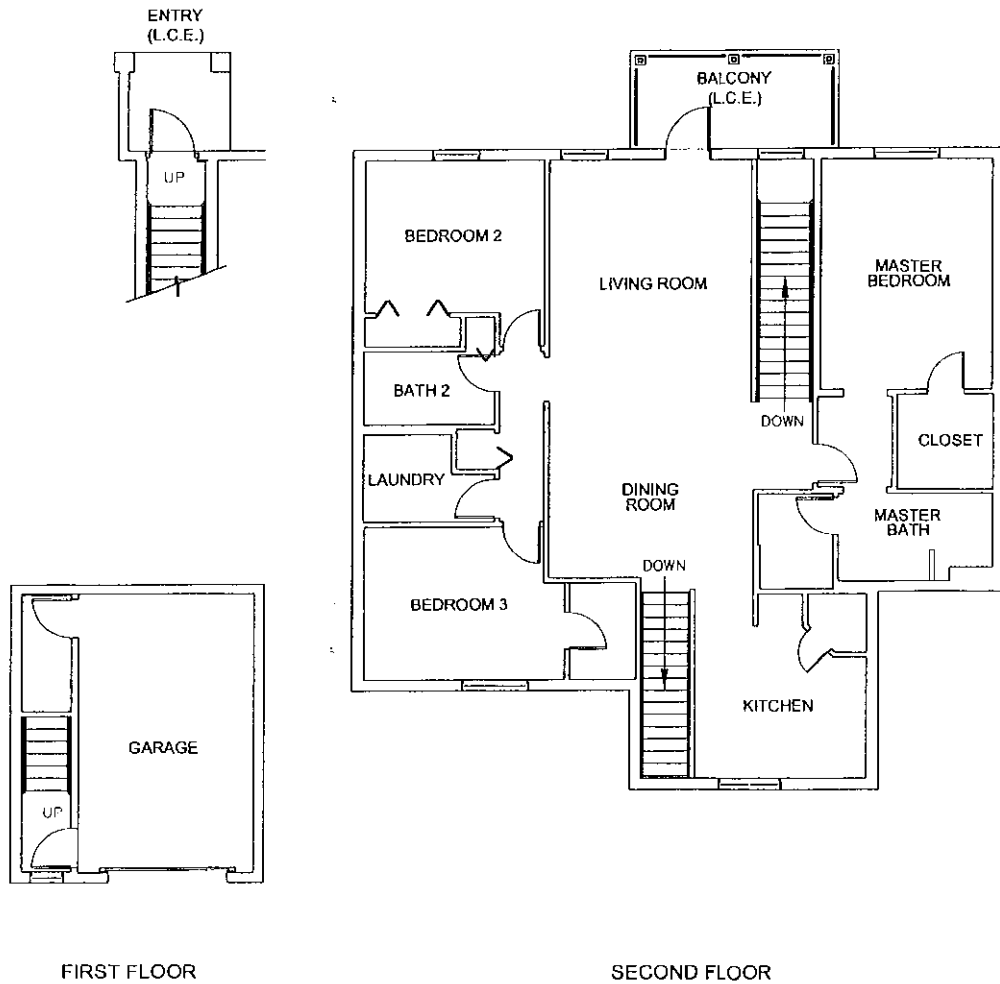 ENTRY
(L.C.E.)
UP
BALCONY
(L.C.E.)
BEDROOM 2
LIVING ROOM
MASTER
BEDROOM
BATH 2
DOWN
CLOSET
LAUNDRY
DINING
ROOM
MASTER
BATH
DOWN
BEDROOM 3
KITCHEN
GARAGE
UP
FIRST FLOOR
SECOND FLOOR